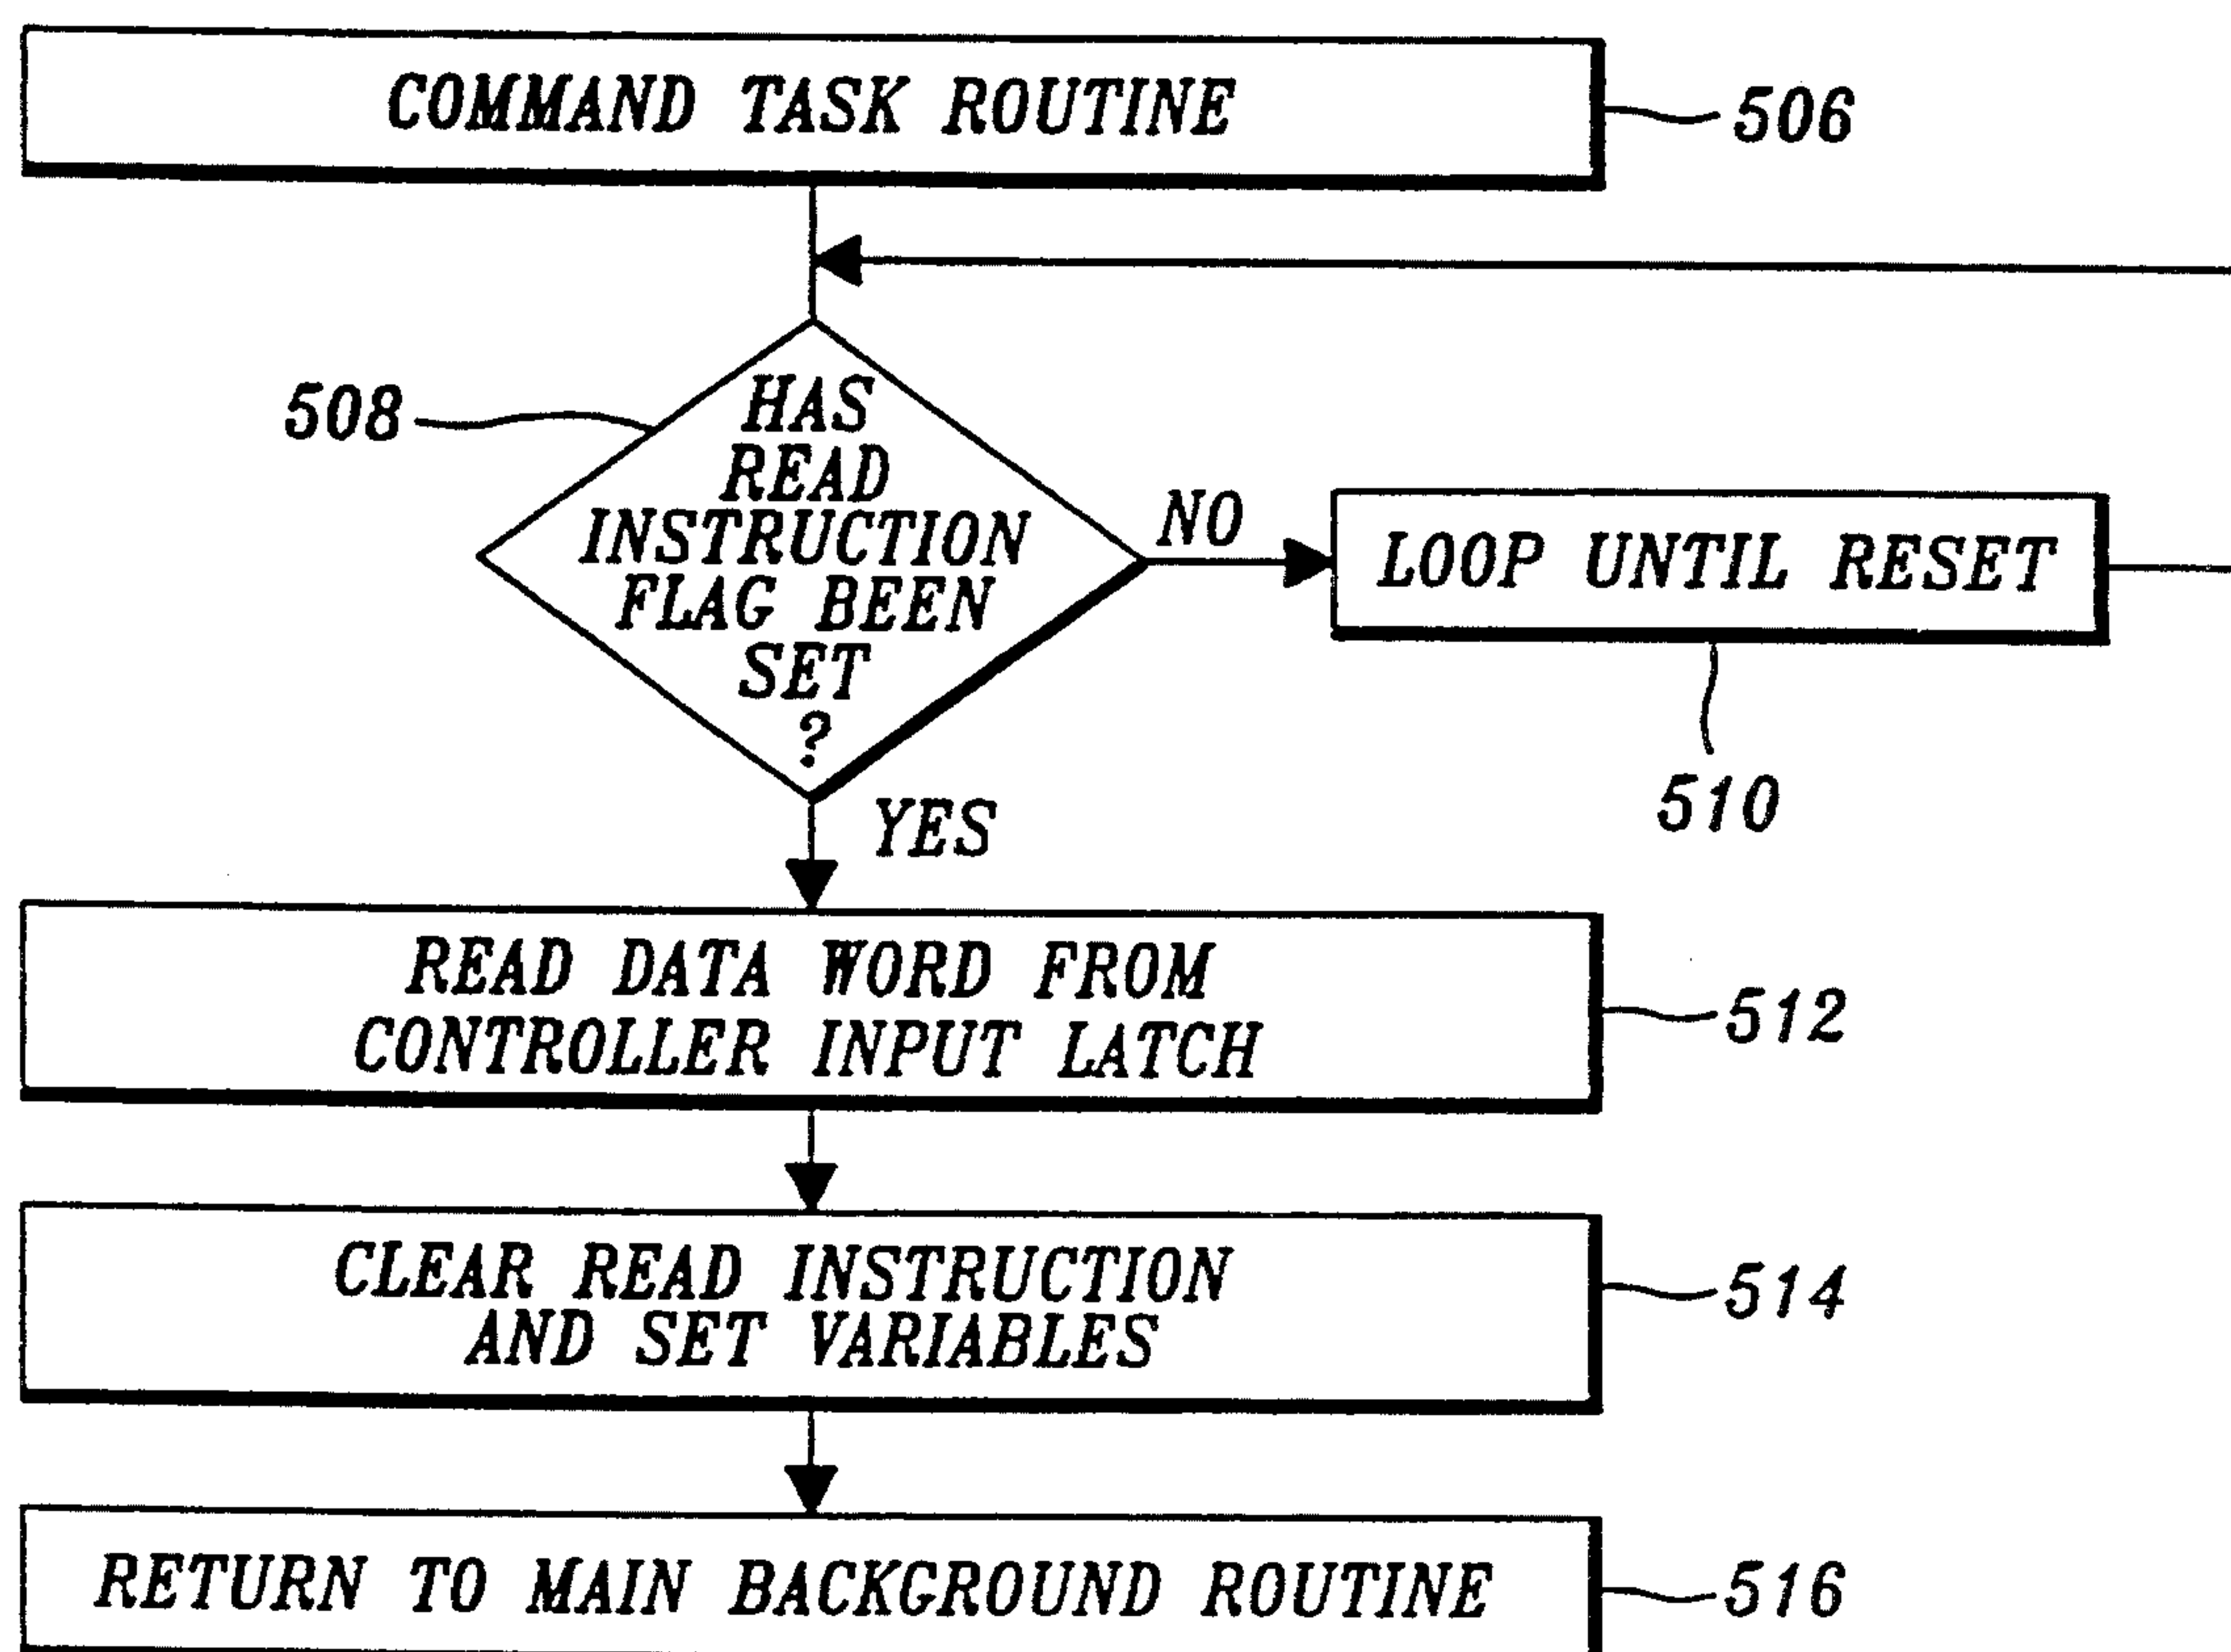 COMMAND TASK ROUTINE
506
508
HAS
READ
INSTRUCTION
FLAG BEEN
SET
?
NO
LOOP UNTIL RESET
510
YES
READ DATA WORD FROM
CONTROLLER INPUT LATCH
512
CLEAR READ INSTRUCTION
AND SET VARIABLES
514
RETURN TO MAIN BACKGROUND ROUTINE
516